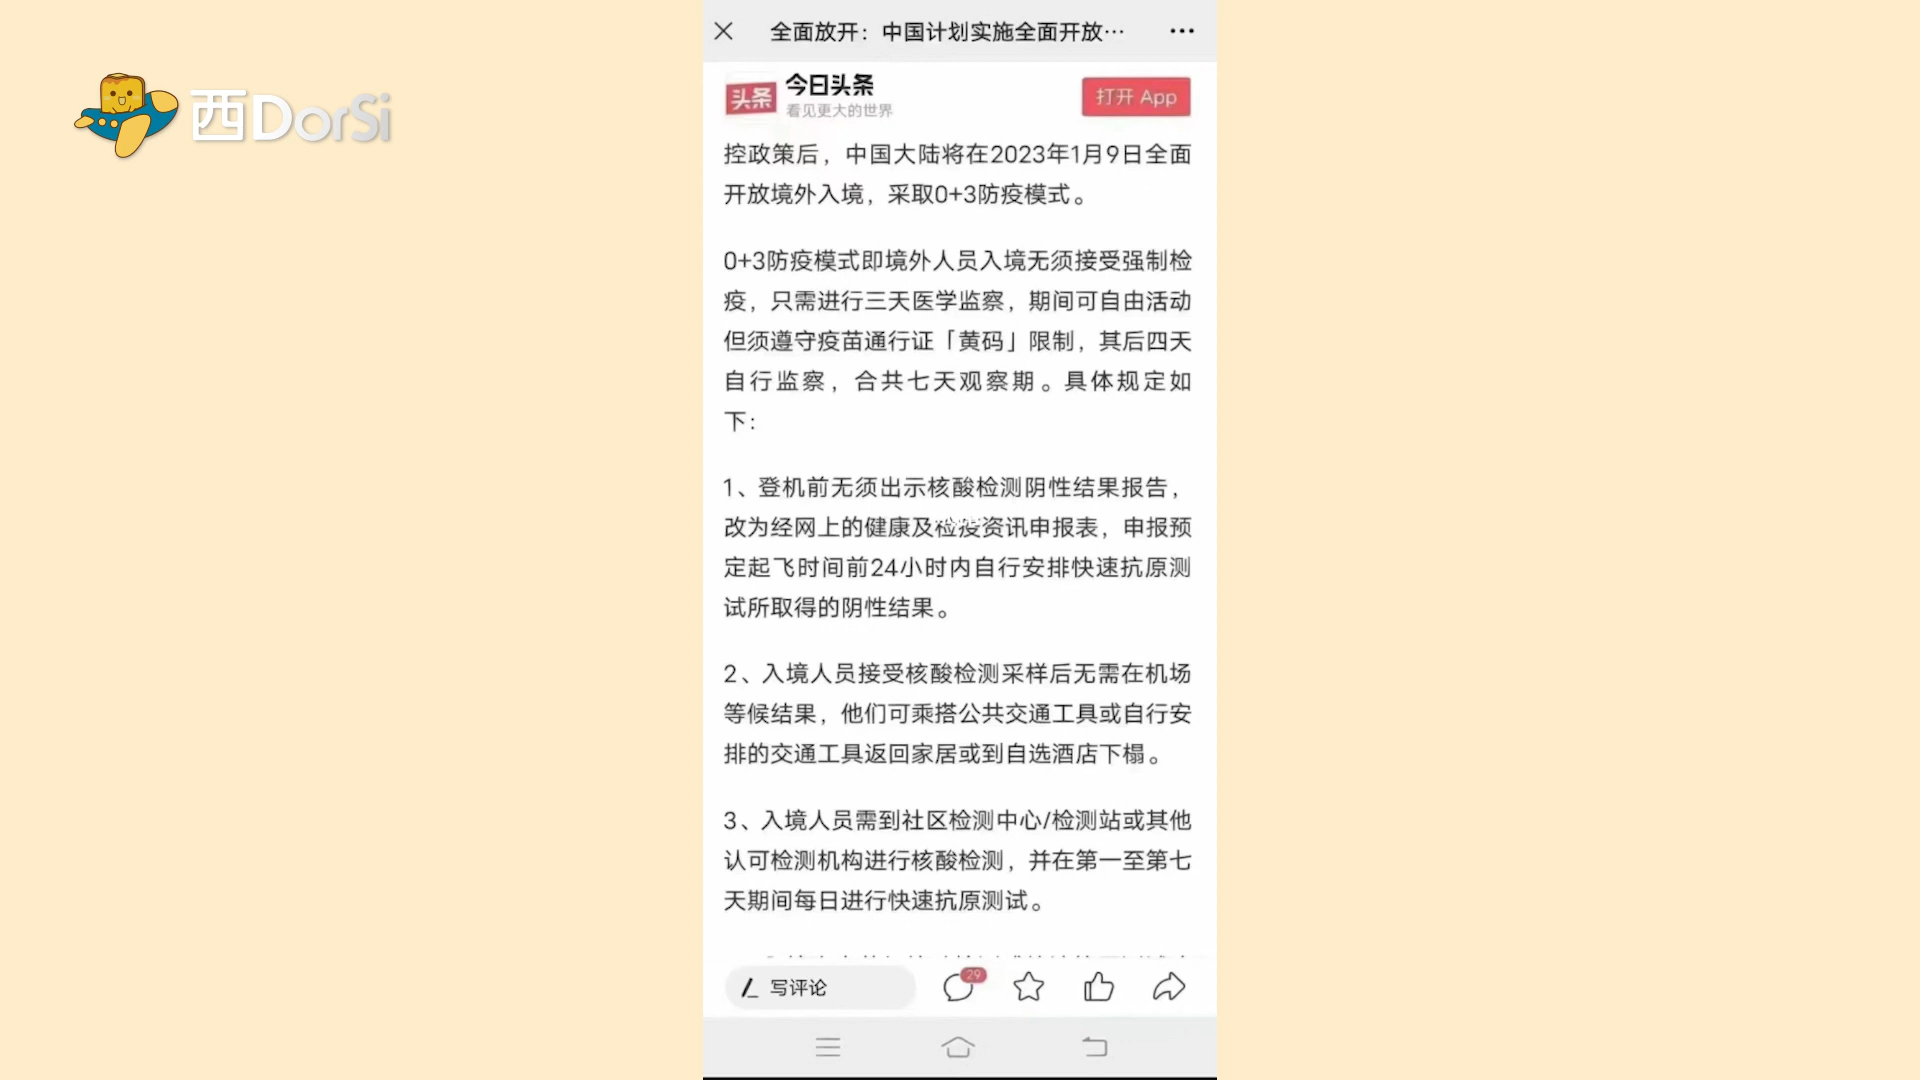 全面放开：中国计划实施全面开放…
西DorSi
头条
今日头条
看见更大的世界
打开 App
控政策后，中国大陆将在2023年1月9日全面
开放境外入境，采取0+3防疫模式。
0+3防疫模式即境外人员入境无须接受强制检
疫，只需进行三天医学监察，期间可自由活动
但须遵守疫苗通行证「黄码」限制，其后四天
自行监察，合共七天观察期。具体规定如
下：
1、登机前无须出示核酸检测阴性结果报告，
改为经网上的健康及检疫资讯申报表，申报预
定起飞时间前24小时内自行安排快速抗原测
试所取得的阴性结果。
2、入境人员接受核酸检测采样后无需在机场
等候结果，他们可乘搭公共交通工具或自行安
排的交通工具返回家居或到自选酒店下榻。
3、入境人员需到社区检测中心/检测站或其他
认可检测机构进行核酸检测，并在第一至第七
天期间每日进行快速抗原测试。
写评论
29